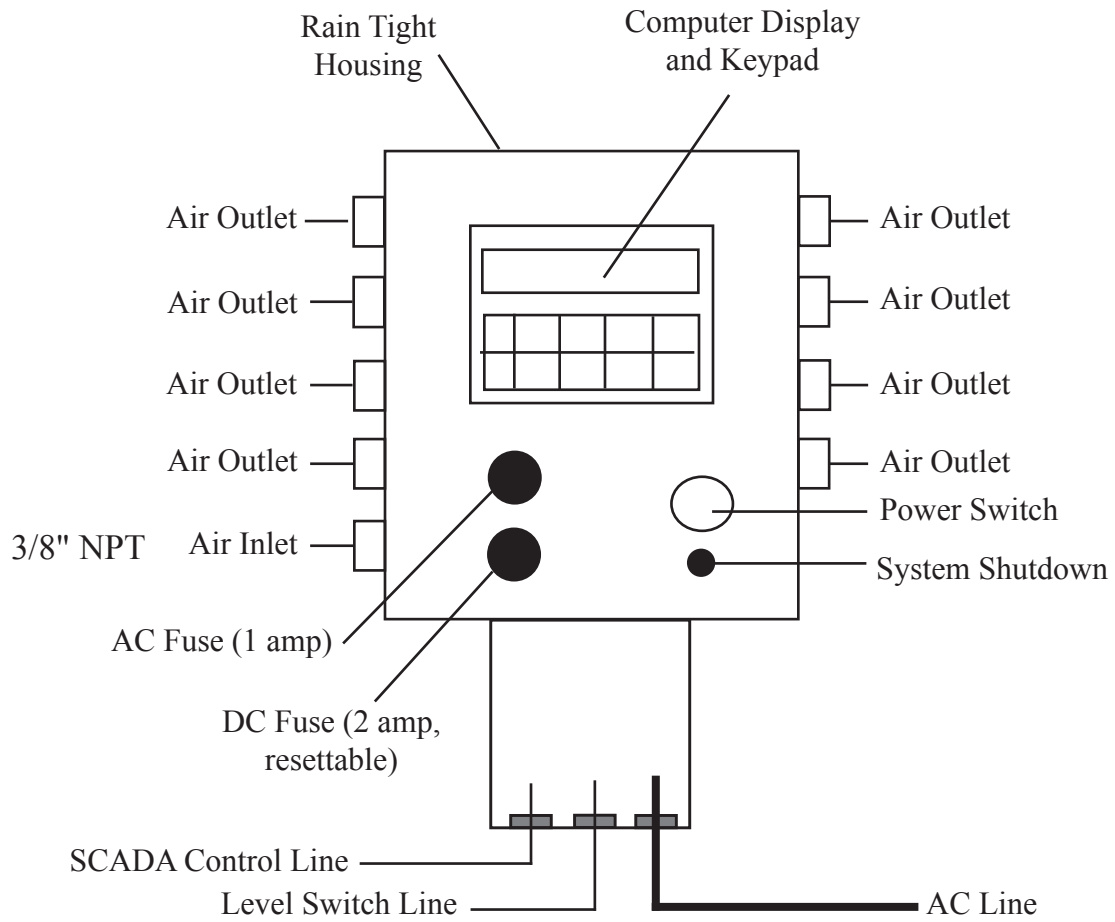 Rain Tight
Housing
Computer Display
and Keypad
Air Outlet
Air Outlet
Air Outlet
Air Outlet
Air Outlet
Air Outlet
Air Outlet
Air Outlet
Power Switch
3/8" NPT
Air Inlet
System Shutdown
AC Fuse (1 amp)
DC Fuse (2 amp,
resettable)
SCADA Control Line
Level Switch Line
AC Line